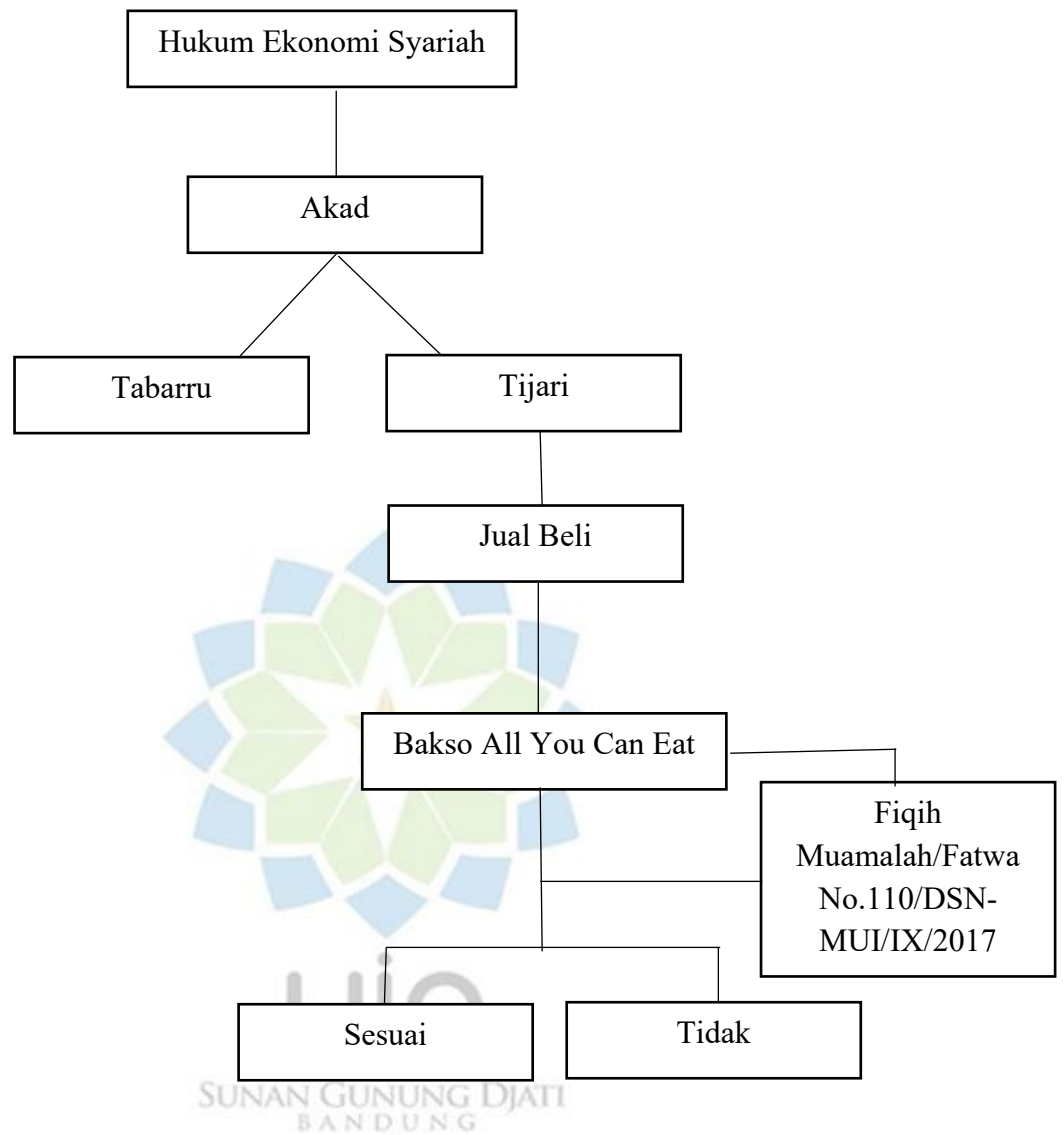 Hukum Ekonomi Syariah
Akad
Tabarru
Tijari
Jual Beli
Bakso All You Can Eat
Fiqih
Muamalah/Fatwa
No.110/DSN-
MUI/IX/2017
uin
Sesuai
Tidak
SUNAN GUNUNG DJATI
BANDUNG